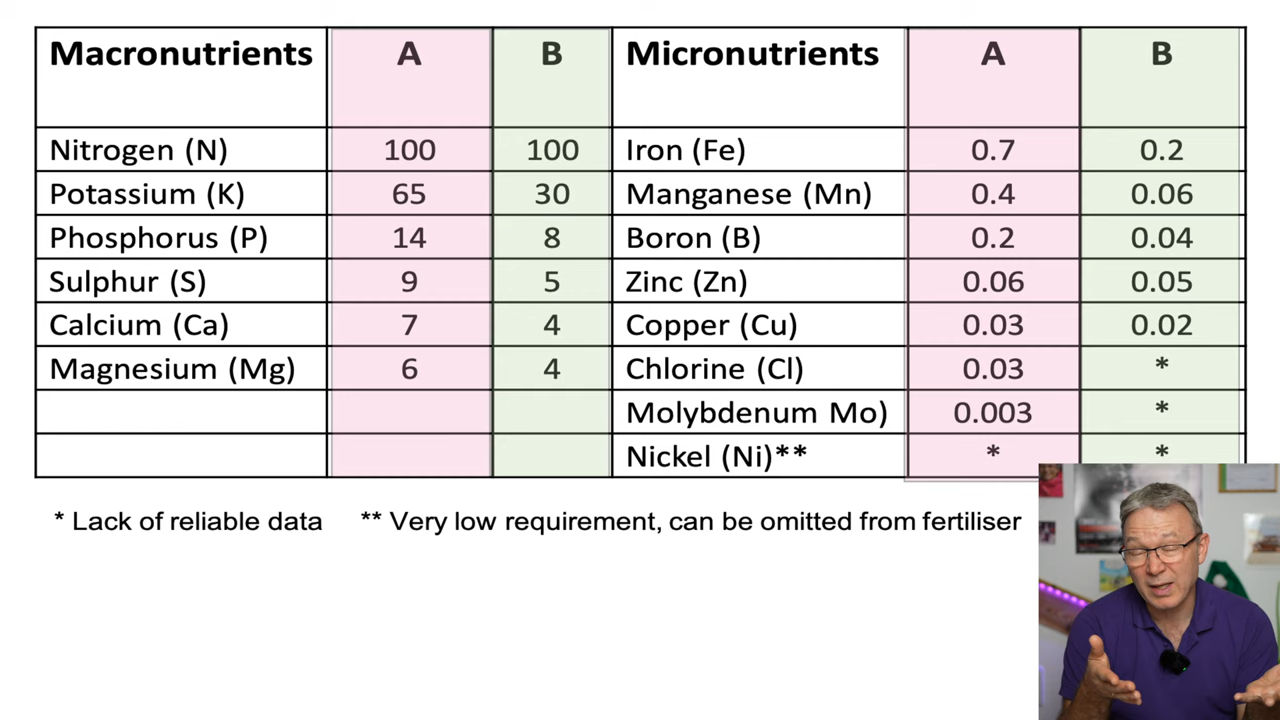 Macronutrients A B Micronutrients A B
Nitrogen (N) 100 100 Iron (Fe) 0.7 0.2
Potassium (K) 65 30 Manganese (Mn) 0.4 0.06
Phosphorus (P) 14 8 Boron (B) 0.2 0.04
Sulphur (S) 9 5 Zinc (Zn) 0.06 0.05
Calcium (Ca) 7 4 Copper (Cu) 0.03 0.02
Magnesium (Mg) 6 4 Chlorine (Cl) 0.03 *
Molybdenum Mo) 0.003 *
Nickel (Ni)** * *
* Lack of reliable data ** Very low requirement, can be omitted from fertiliser